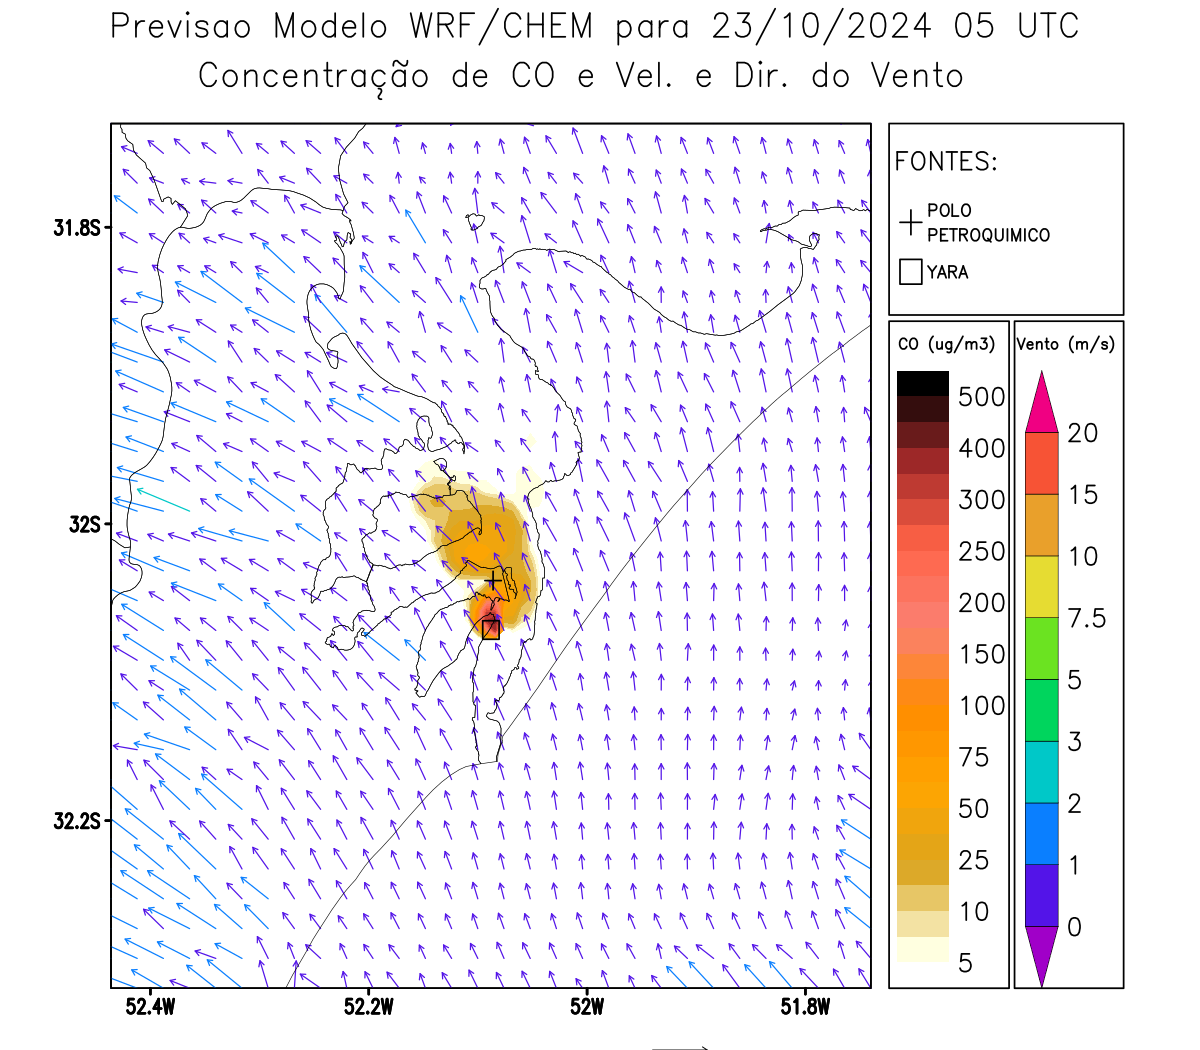 Previsao Modelo WRF/CHEM para 23/10/2024 05 UTC
Concentração de CO e Vel. e Dir. do Vento
FONTES:
POLO
PETROQUIMICO
YARA
CO (ug/m3)
500
400
300
250
200
150
100
75
50
25
10
5
Vento (m/s)
20
15
10
7.5
5
3
2
1
0
31.8S
32S
32.2S
52.4W
52.2W
52W
51.8W